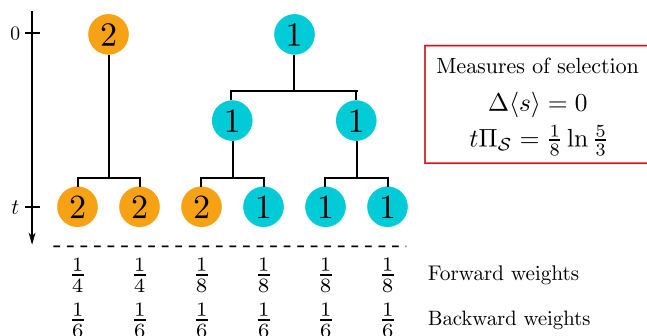 0
2 1
Measures of selection
Δ⟨s⟩ = 0
tΠ_𝒮 = 1/8 ln 5/3
1 1
t 2 2 2 1 1 1
1/4 1/4 1/8 1/8 1/8 1/8 Forward weights
1/6 1/6 1/6 1/6 1/6 1/6 Backward weights